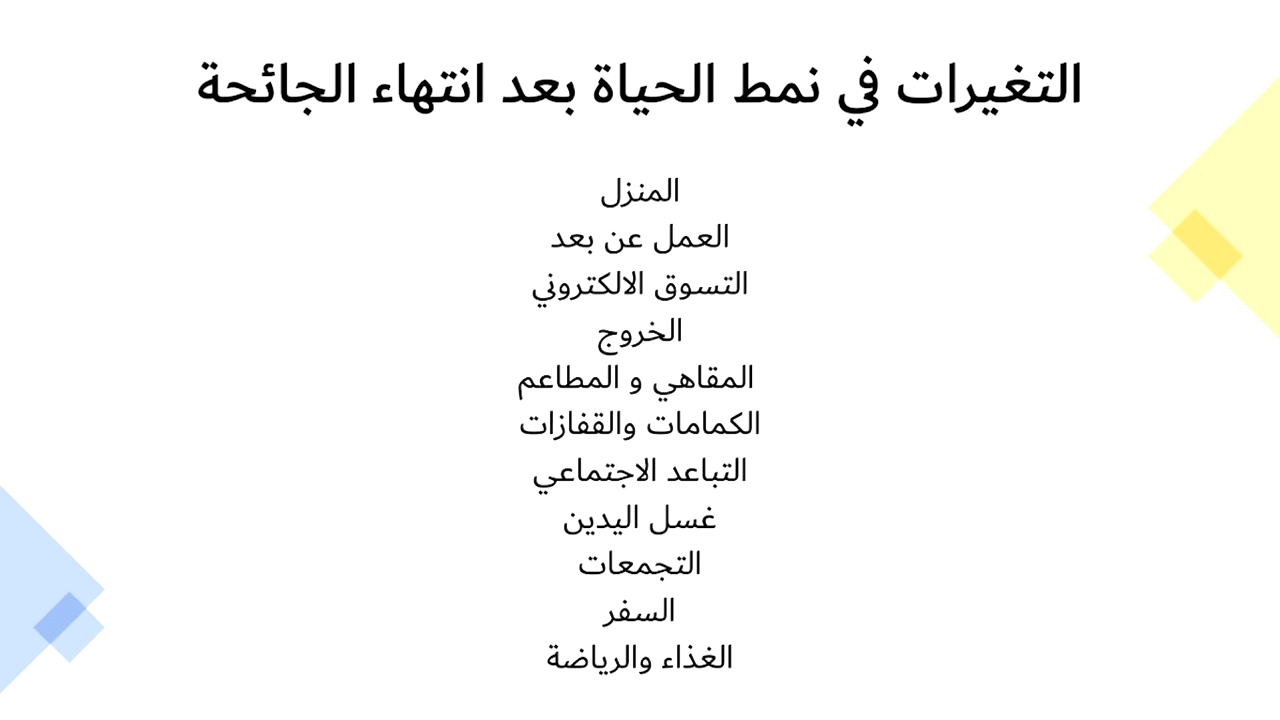 التغيرات في نمط الحياة بعد انتهاء الجائحة
المنزل
العمل عن بعد
التسوق الالكتروني
الخروج
المقاهي و المطاعم
الكمامات والقفازات
التباعد الاجتماعي
غسل اليدين
التجمعات
السفر
الغذاء والرياضة